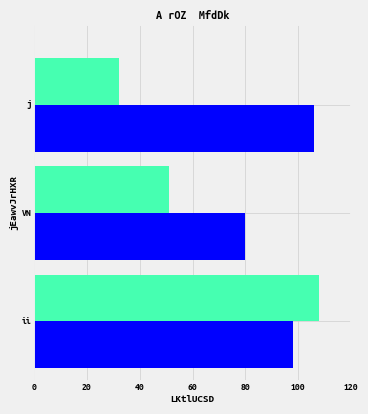 A rOZ  MfdDk
jEawvJrHXR
j
VN
ii
0 20 40 60 80 100 120
LKtlUCSD